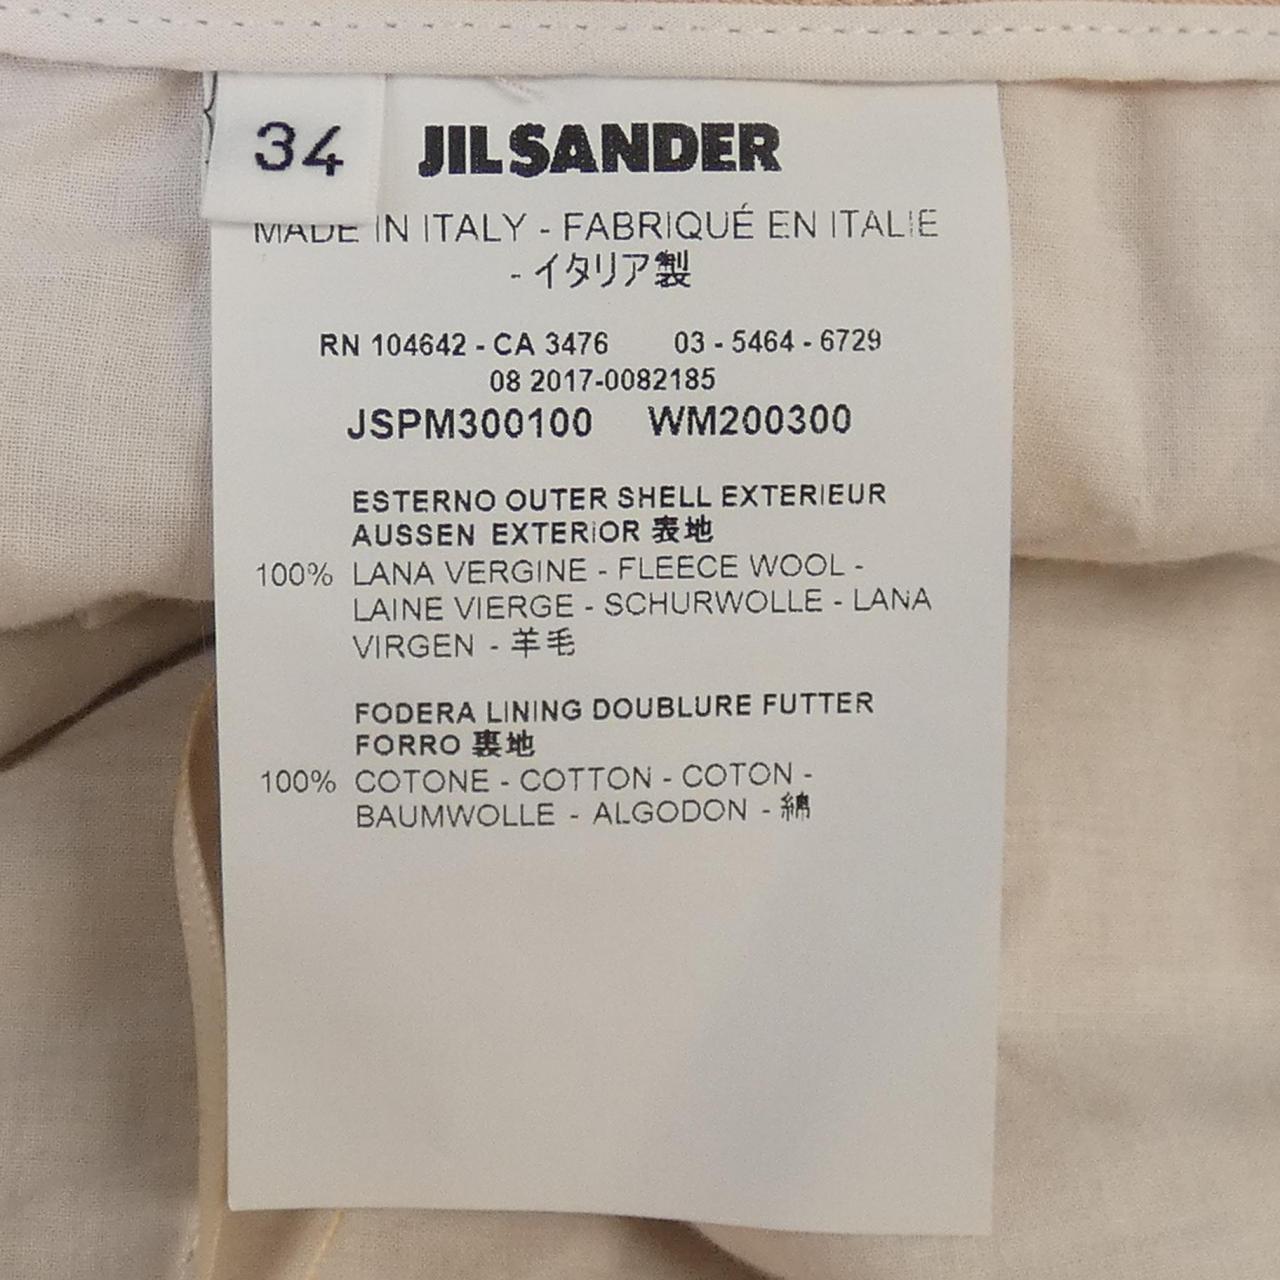 34
JIL SANDER
MADE IN ITALY - FABRIQUÉ EN ITALIE
- イタリア製
RN 104642 - CA 3476 03 - 5464 - 6729
08 2017-0082185
JSPM300100 WM200300
ESTERNO OUTER SHELL EXTERIEUR
AUSSEN EXTERIOR 表地
100% LANA VERGINE - FLEECE WOOL -
LAINE VIERGE - SCHURWOLLE - LANA
VIRGEN - 羊毛
FODERA LINING DOUBLURE FUTTER
FORRO 裏地
100% COTONE - COTTON - COTON -
BAUMWOLLE - ALGODON - 綿